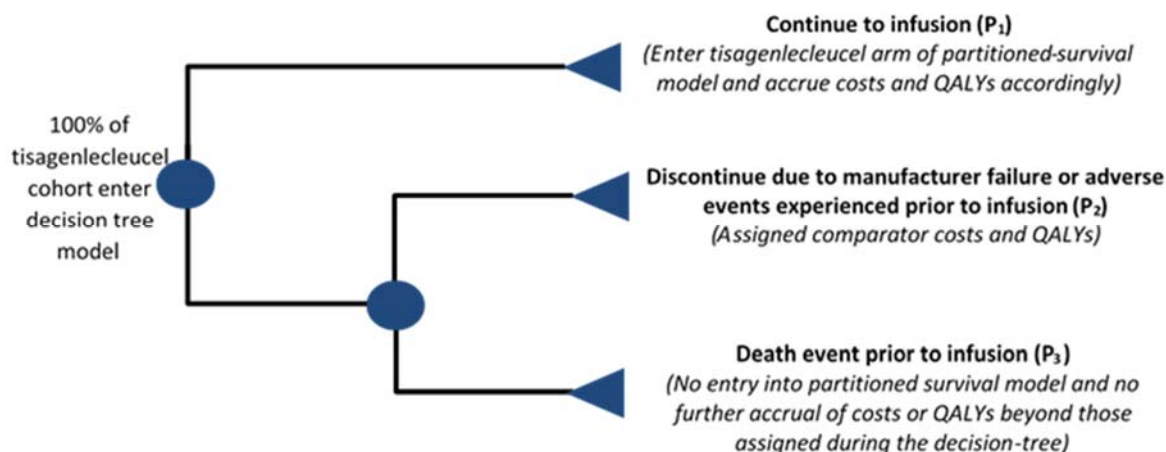 100% of
tisagenlecleucel
cohort enter
decision tree
model
Continue to infusion (P₁)
(Enter tisagenlecleucel arm of partitioned-survival
model and accrue costs and QALYs accordingly)
Discontinue due to manufacturer failure or adverse
events experienced prior to infusion (P₂)
(Assigned comparator costs and QALYs)
Death event prior to infusion (P₃)
(No entry into partitioned survival model and no
further accrual of costs or QALYs beyond those
assigned during the decision-tree)